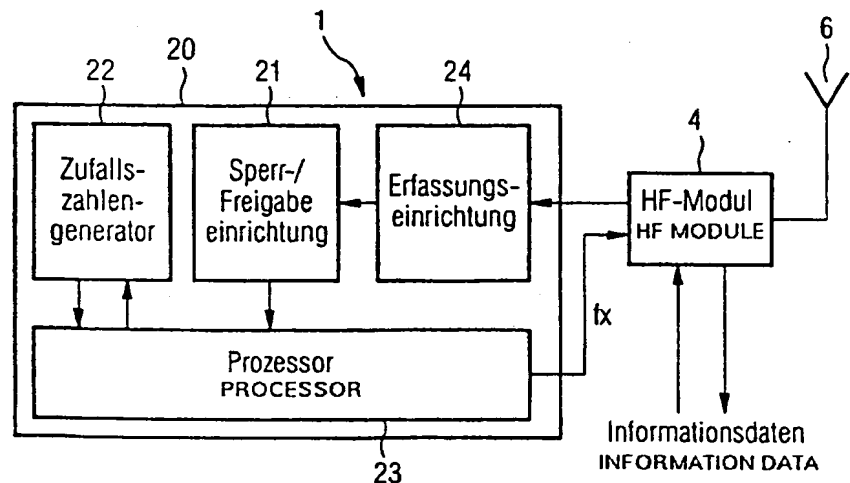 1
6
22
20
21
24
4
Zufalls-
zahlen-
generator
Sperr-/
Freigabe
einrichtung
Erfassungs-
einrichtung
HF-Modul
HF MODULE
fx
Prozessor
PROCESSOR
23
Informationsdaten
INFORMATION DATA